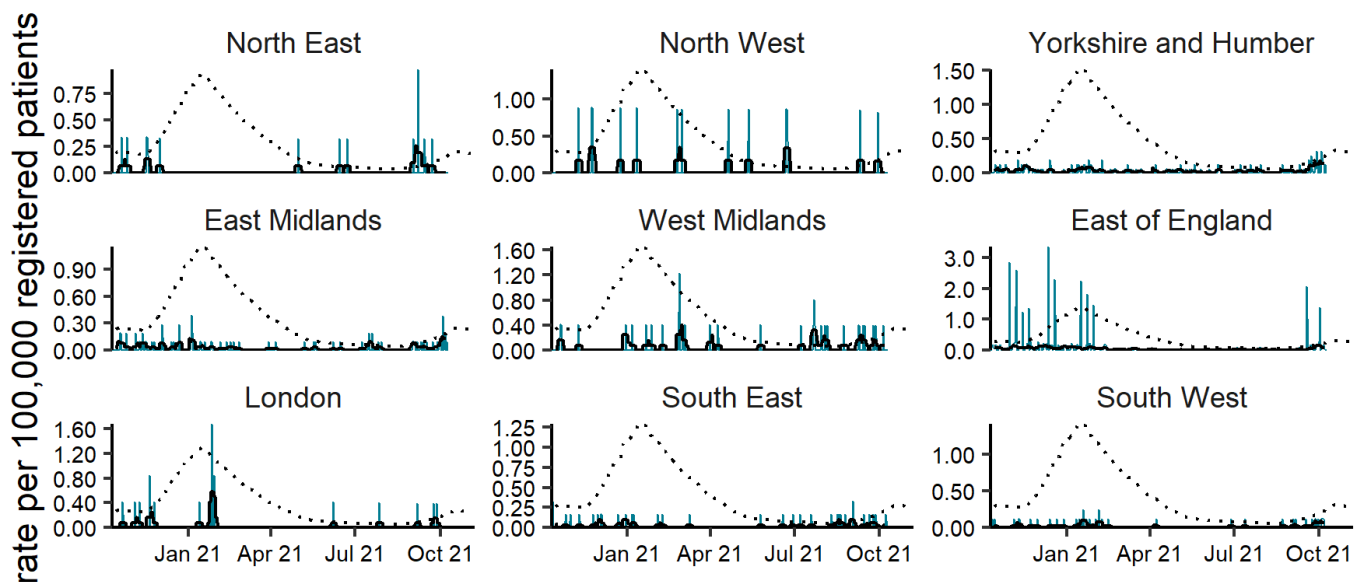 rate per 100,000 registered patients
North East
0.75
0.50
0.25
0.00
North West
1.00
0.50
0.00
Yorkshire and Humber
1.50
1.00
0.50
0.00
East Midlands
0.90
0.60
0.30
0.00
West Midlands
1.60
1.20
0.80
0.40
0.00
East of England
3.0
2.0
1.0
0.0
London
1.60
1.20
0.80
0.40
0.00
Jan 21 Apr 21 Jul 21 Oct 21
South East
1.25
1.00
0.75
0.50
0.25
0.00
Jan 21 Apr 21 Jul 21 Oct 21
South West
1.00
0.50
0.00
Jan 21 Apr 21 Jul 21 Oct 21